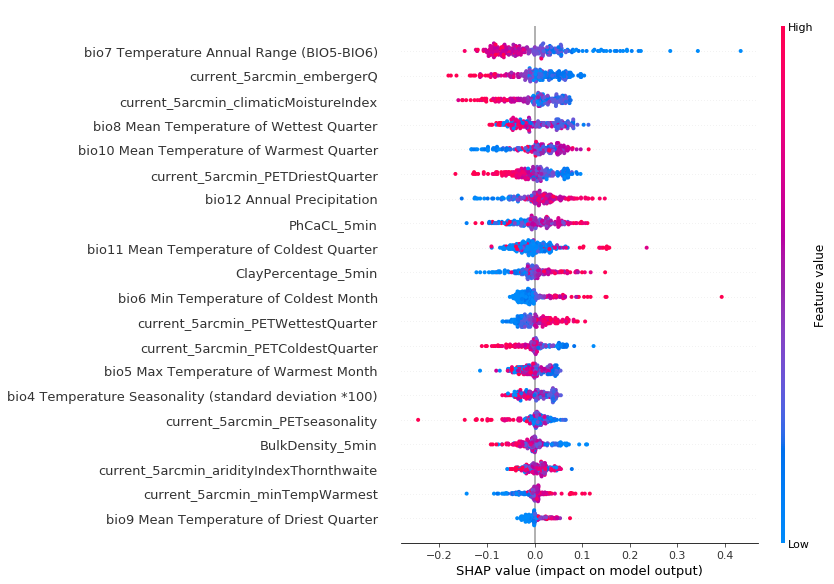 High
bio7 Temperature Annual Range (BIO5-BIO6)
current_5arcmin_embergerQ
current_5arcmin_climaticMoistureIndex
bio8 Mean Temperature of Wettest Quarter
bio10 Mean Temperature of Warmest Quarter
current_5arcmin_PETDriestQuarter
bio12 Annual Precipitation
PhCaCL_5min
bio11 Mean Temperature of Coldest Quarter
ClayPercentage_5min
bio6 Min Temperature of Coldest Month
current_5arcmin_PETWettestQuarter
current_5arcmin_PETColdestQuarter
bio5 Max Temperature of Warmest Month
bio4 Temperature Seasonality (standard deviation *100)
current_5arcmin_PETseasonality
BulkDensity_5min
current_5arcmin_aridityIndexThornthwaite
current_5arcmin_minTempWarmest
bio9 Mean Temperature of Driest Quarter
Feature value
Low
−0.2 −0.1 0.0 0.1 0.2 0.3 0.4
SHAP value (impact on model output)